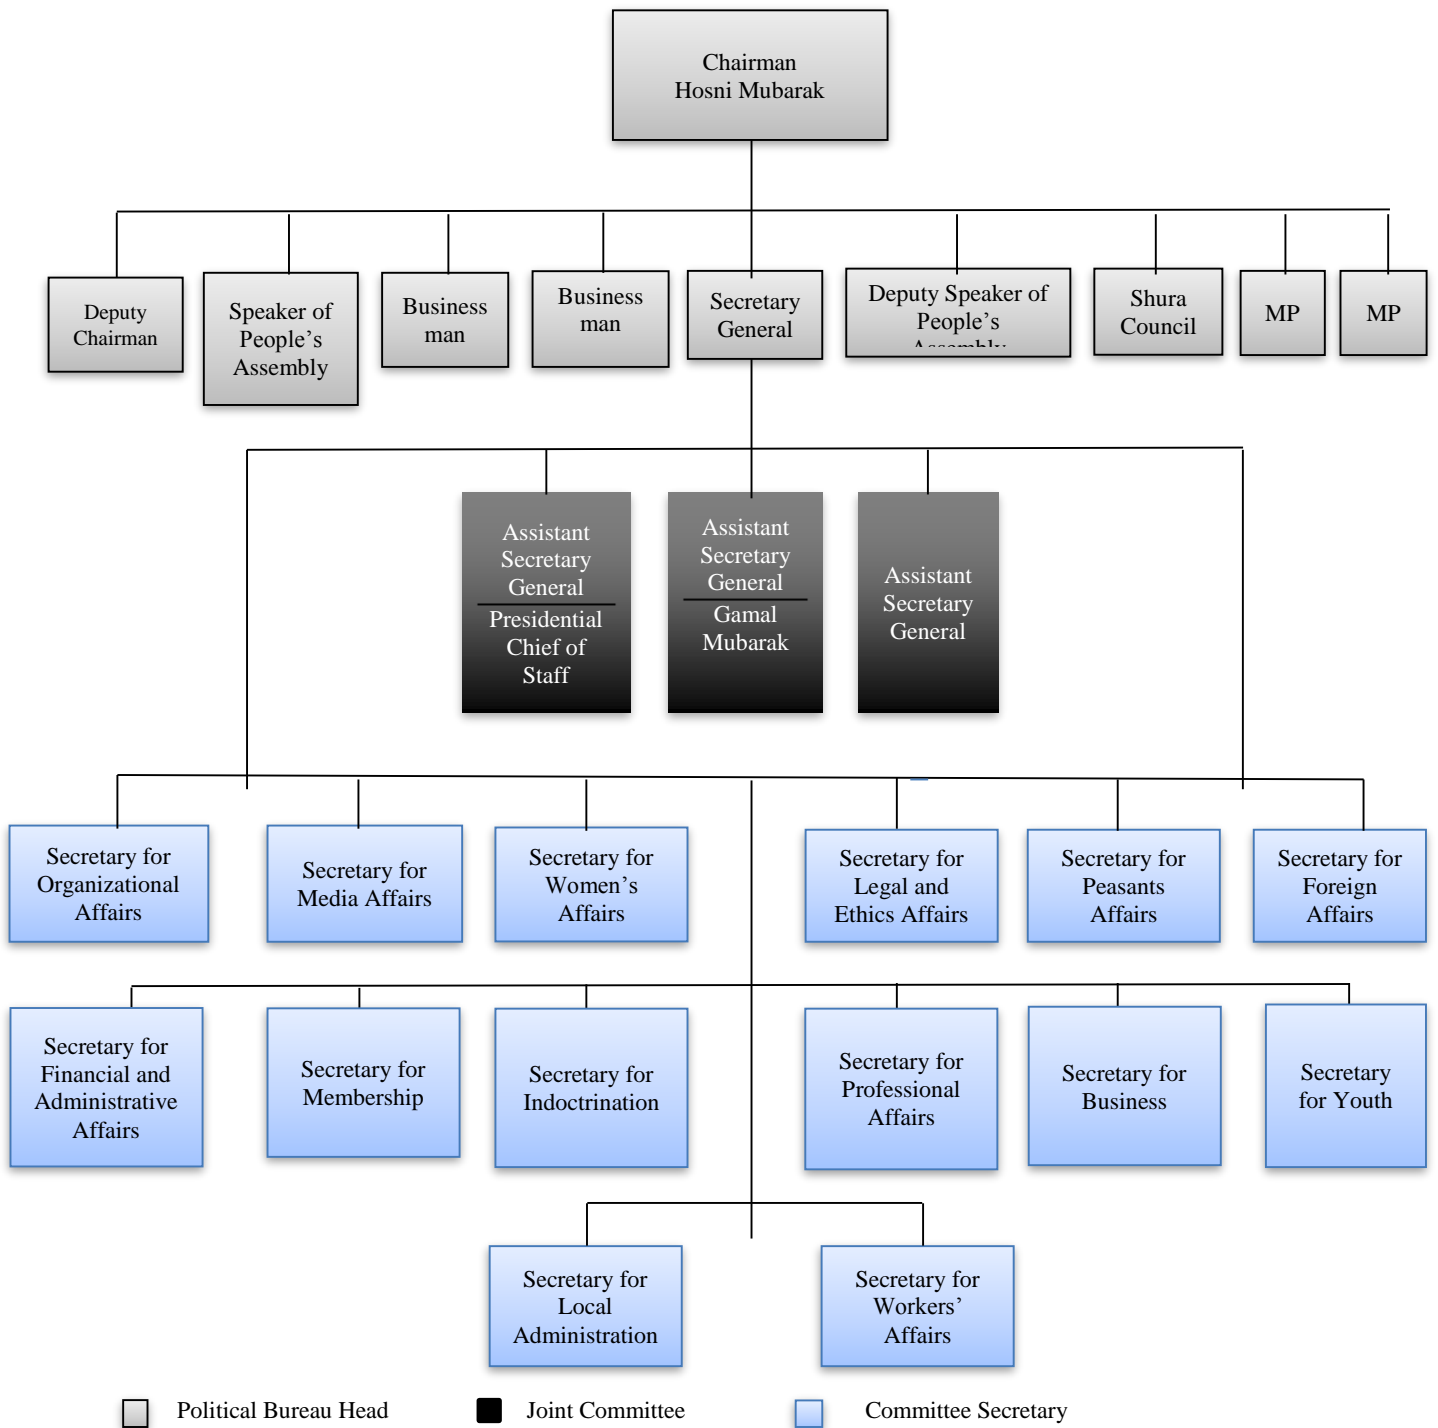 Chairman
Hosni Mubarak
Deputy
Chairman
Speaker of
People’s
Assembly
Business
man
Business
man
Secretary
General
Deputy Speaker of
People’s
Assembly
Shura
Council
MP
MP
Assistant
Secretary
General
Presidential
Chief of
Staff
Assistant
Secretary
General
Gamal
Mubarak
Assistant
Secretary
General
Secretary for
Organizational
Affairs
Secretary for
Media Affairs
Secretary for
Women’s
Affairs
Secretary for
Legal and
Ethics Affairs
Secretary for
Peasants
Affairs
Secretary for
Foreign
Affairs
Secretary for
Financial and
Administrative
Affairs
Secretary for
Membership
Secretary for
Indoctrination
Secretary for
Professional
Affairs
Secretary for
Business
Secretary
for Youth
Secretary for
Local
Administration
Secretary for
Workers’
Affairs
Political Bureau Head
Joint Committee
Committee Secretary